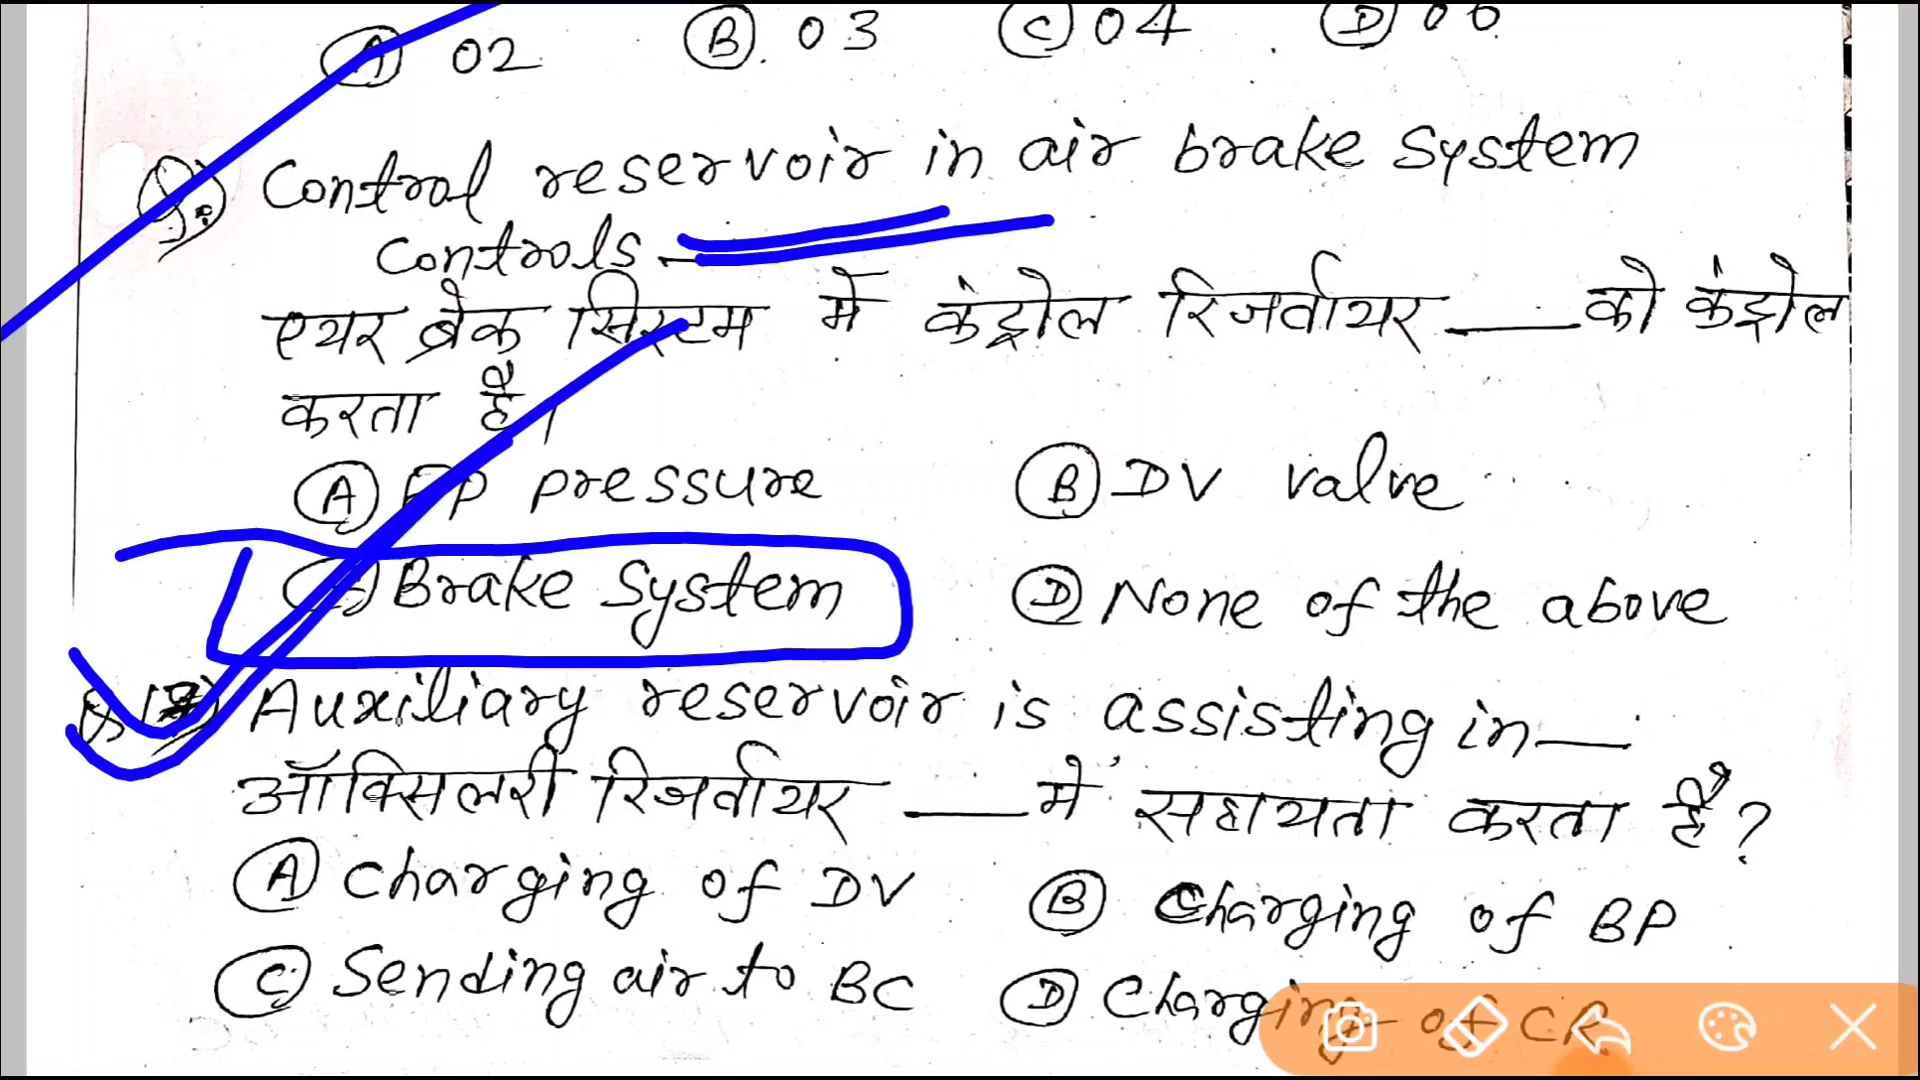 (A) 02 (B) 03 (C) 04 (D)
Q. Control reservoir in air brake system
controls —
एयर ब्रेक सिस्टम में कंट्रोल रिजर्वायर ——को कंट्रोल
करता है।
(A) pressure (B) DV valve
(C) Brake System (D) None of the above
Auxiliary reservoir is assisting in—
ऑक्सिलरी रिजर्वायर ——में सहायता करता है?
(A) charging of DV (B) Charging of BP
(C) Sending air to BC (D) Charging of CR